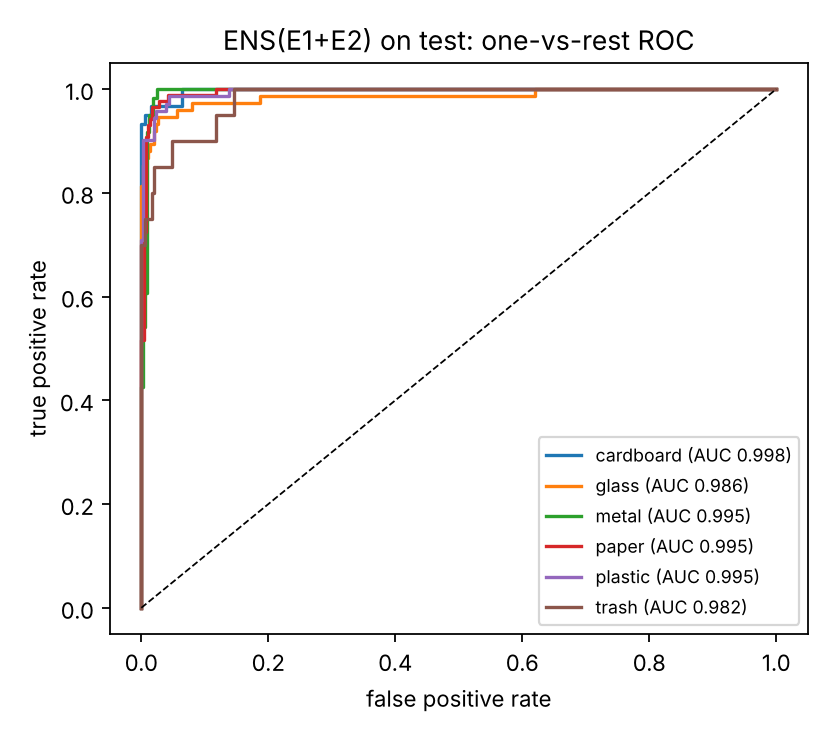 ENS(E1+E2) on test: one-vs-rest ROC
true positive rate
1.0
0.8
0.6
0.4
0.2
0.0
cardboard (AUC 0.998)
glass (AUC 0.986)
metal (AUC 0.995)
paper (AUC 0.995)
plastic (AUC 0.995)
trash (AUC 0.982)
0.0 0.2 0.4 0.6 0.8 1.0
false positive rate